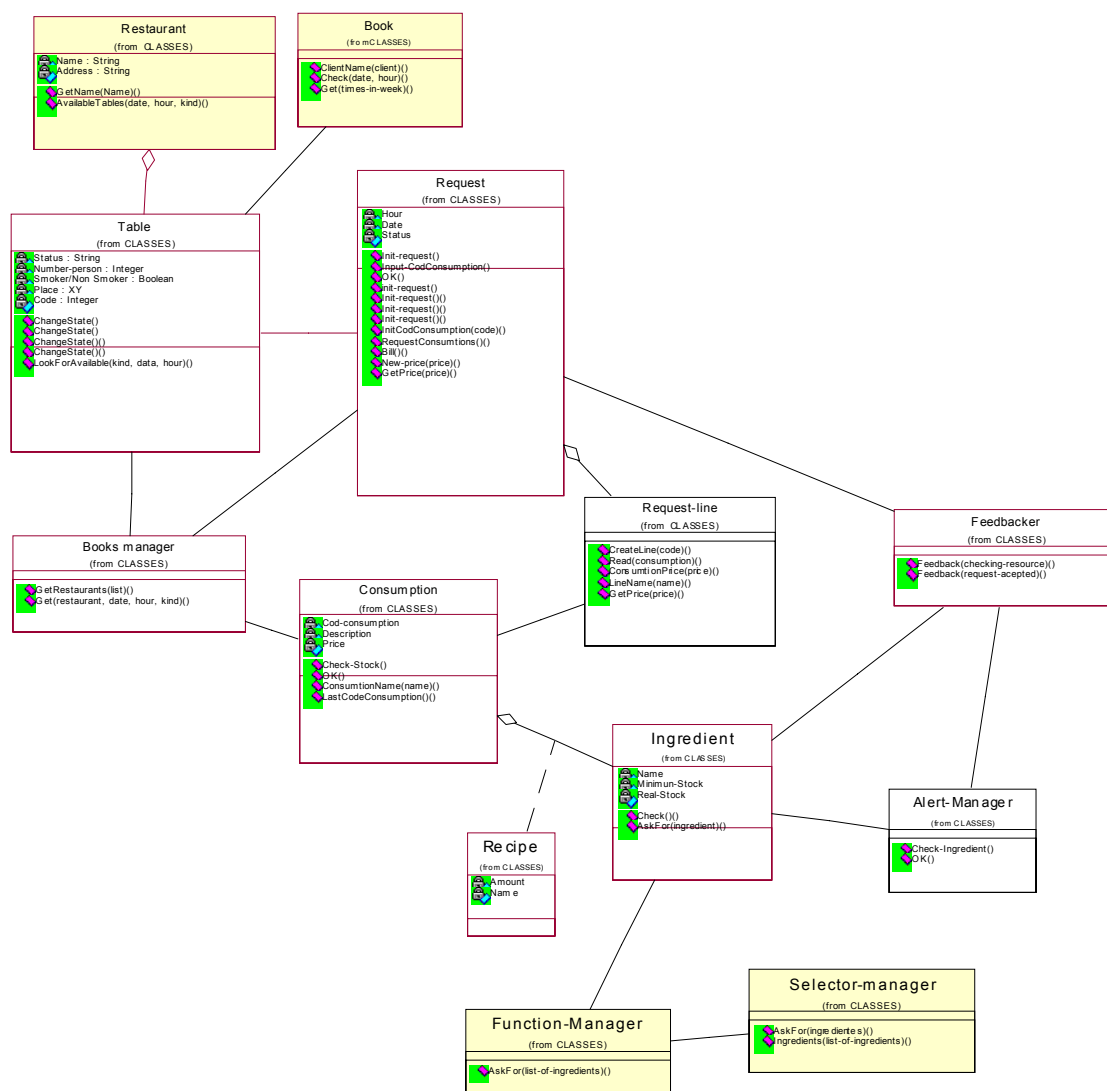 Restaurant
(from CLASSES)
Name : String
Address : String
GetName(Name)()
AvailableTables(date, hour, kind)()
Book
(from CLASSES)
ClientName(client)()
Check(date, hour)()
Get(times-in-week)()
Request
(from CLASSES)
Hour
Date
Status
Init-request()
Input-CodConsumption()
OK()
Init-request()
Init-request()()
Init-request()()
Init-request()()
InitCodConsumption(code)()
RequestConsumtions()()
Bill()()
New-price(price)()
GetPrice(price)()
Table
(from CLASSES)
Status : String
Number-person : Integer
Smoker/Non Smoker : Boolean
Place : XY
Code : Integer
ChangeState()
ChangeState()
ChangeState()()
ChangeState()()
LookForAvailable(kind, data, hour)()
Request-line
(from CLASSES)
CreateLine(code)()
Read(consumption)()
ConsumtionPrice(price)()
LineName(name)()
GetPrice(price)()
Feedbacker
(from CLASSES)
Feedback(checking-resource)()
Feedback(request-acepted)()
Books manager
(from CLASSES)
GetRestaurants(list)()
Get(restaurant, date, hour, kind)()
Consumption
(from CLASSES)
Cod-consumption
Description
Price
Check-Stock()
OK()
ConsumtionName(name)()
LastCodeConsumption()()
Ingredient
(from CLASSES)
Name
Minimun-Stock
Real-Stock
Check()()
AskFor(ingredient)()
Alert-Manager
(from CLASSES)
Check-Ingredient()
OK()
Recipe
(from CLASSES)
Amount
Name
Selector-manager
(from CLASSES)
AskFor(ingredientes)()
Ingredients(list-of-ingredients)()
Function-Manager
(from CLASSES)
AskFor(list-of-ingredients)()